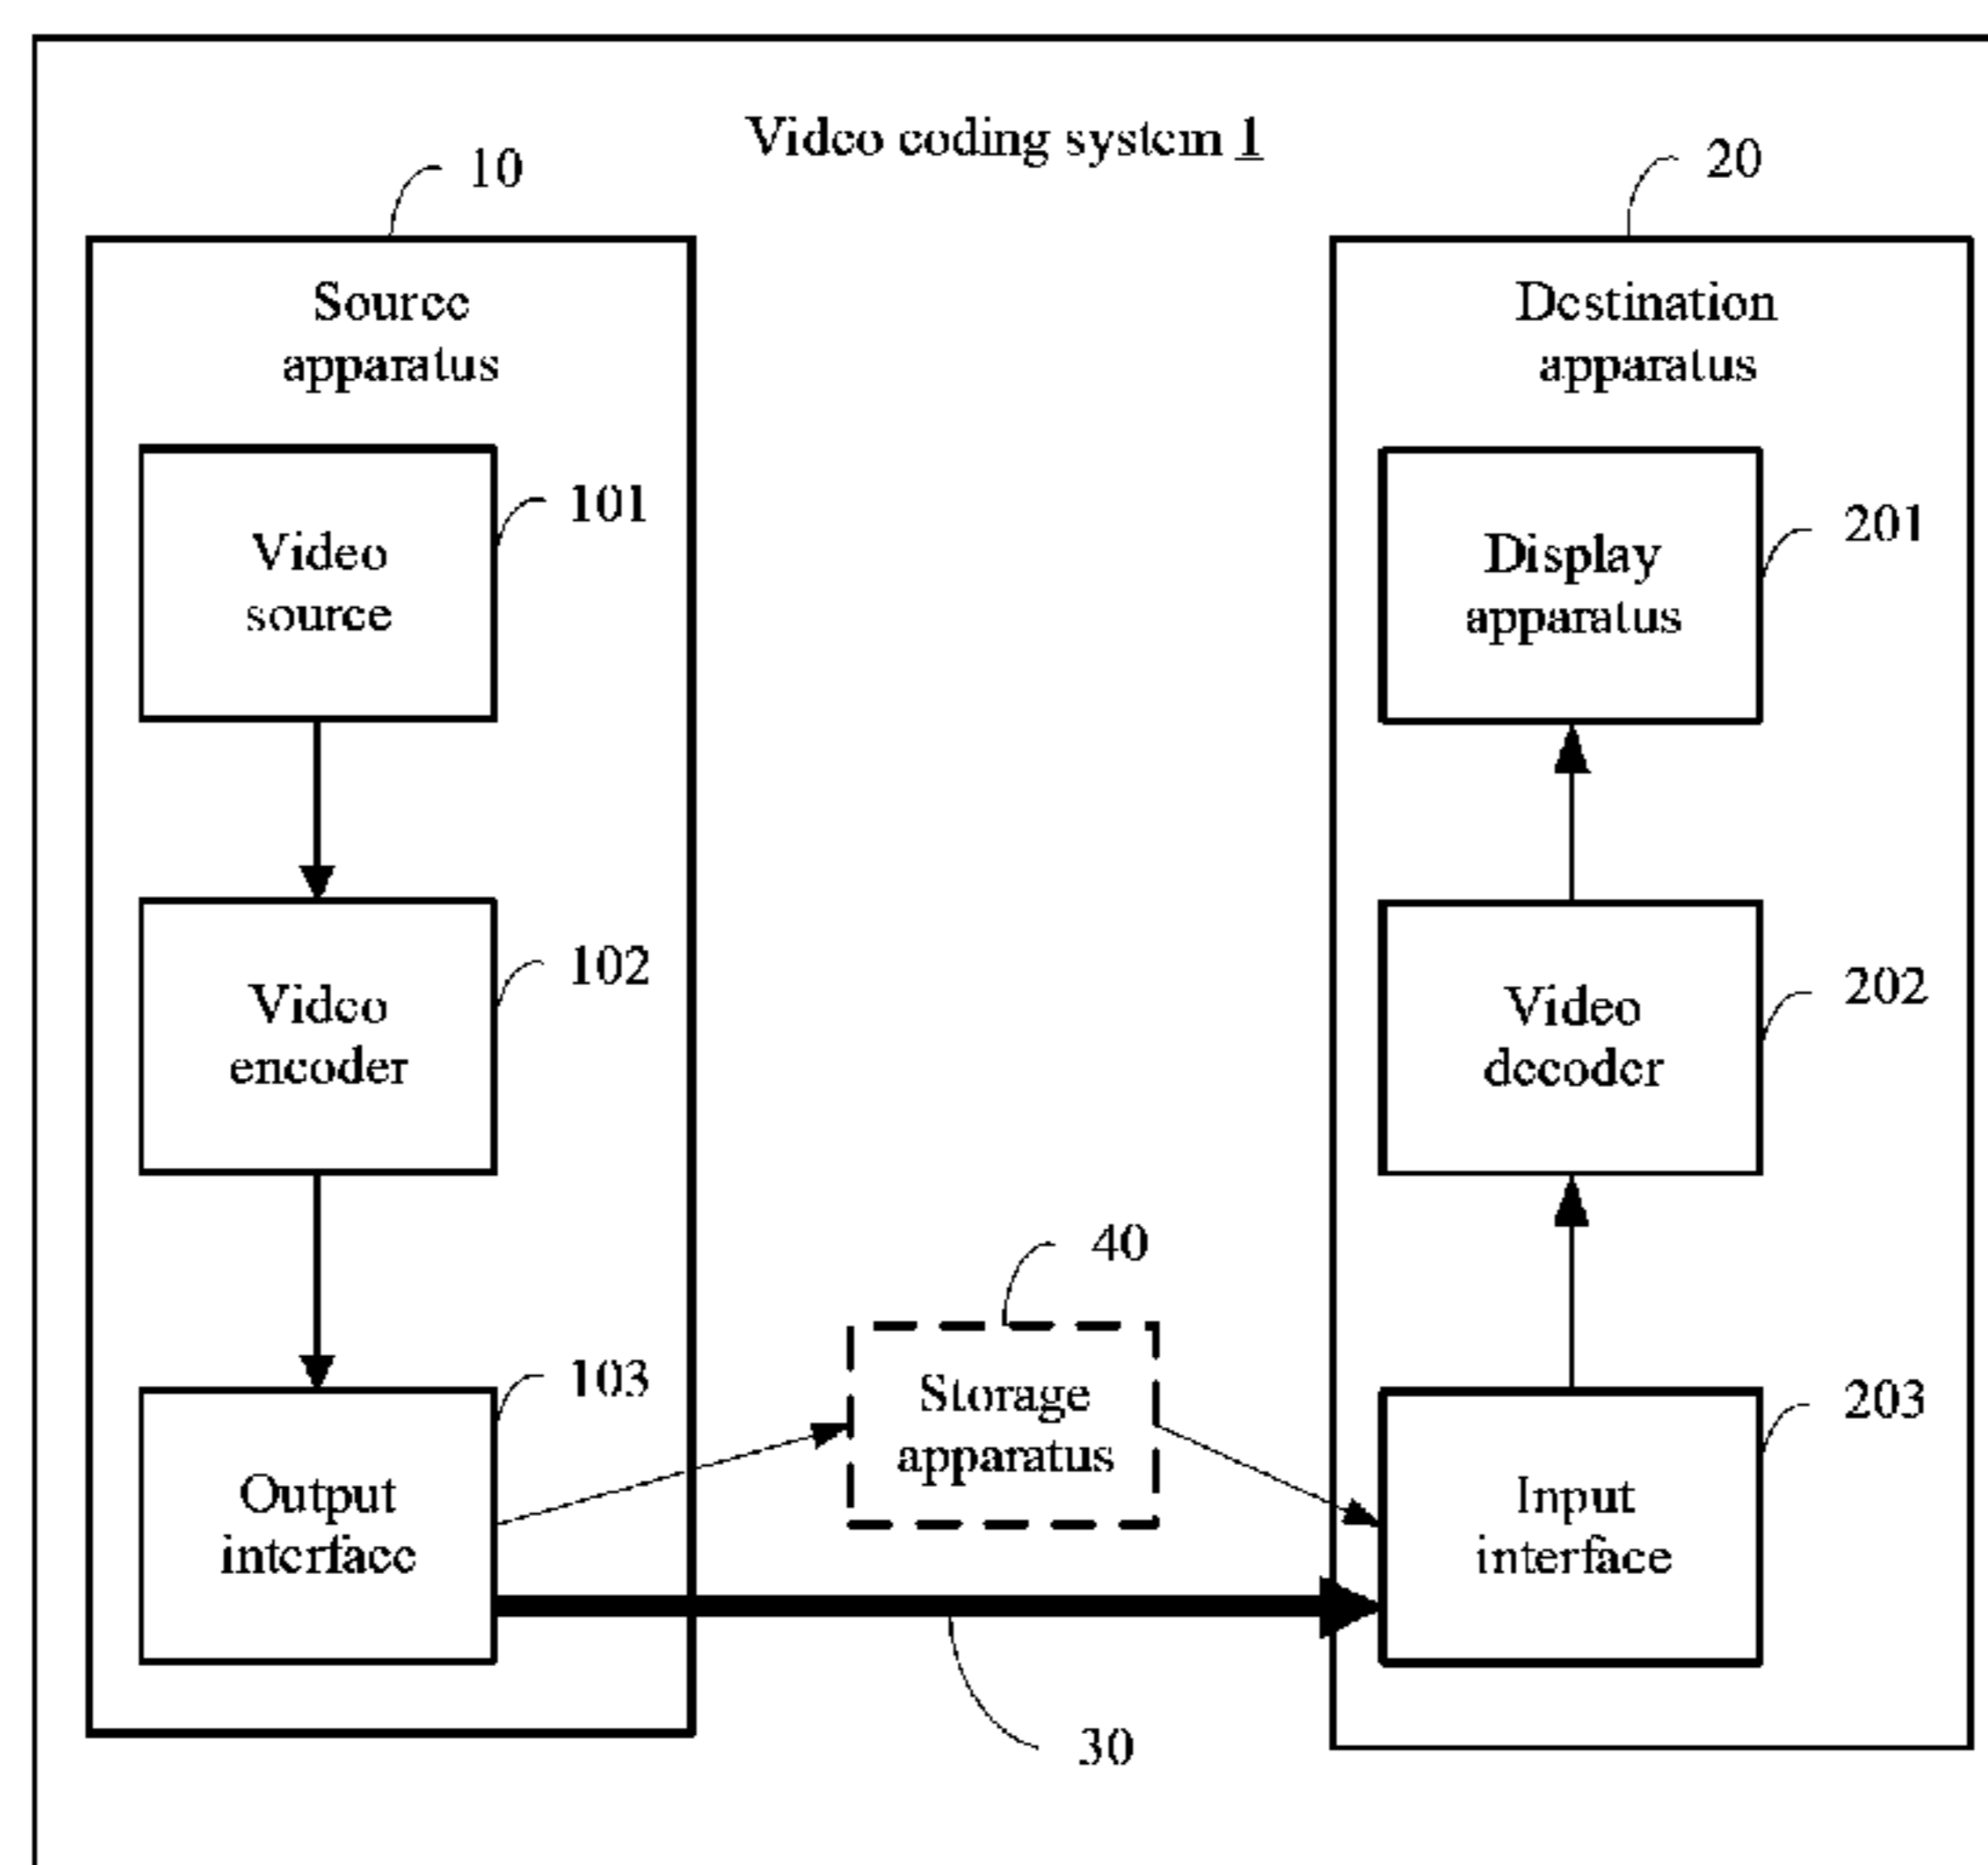 Video coding system 1
10
20
Source
apparatus
Destination
apparatus
Video
source
101
Display
apparatus
201
Video
encoder
102
Video
decoder
202
40
Storage
apparatus
Output
interface
103
Input
interface
203
30